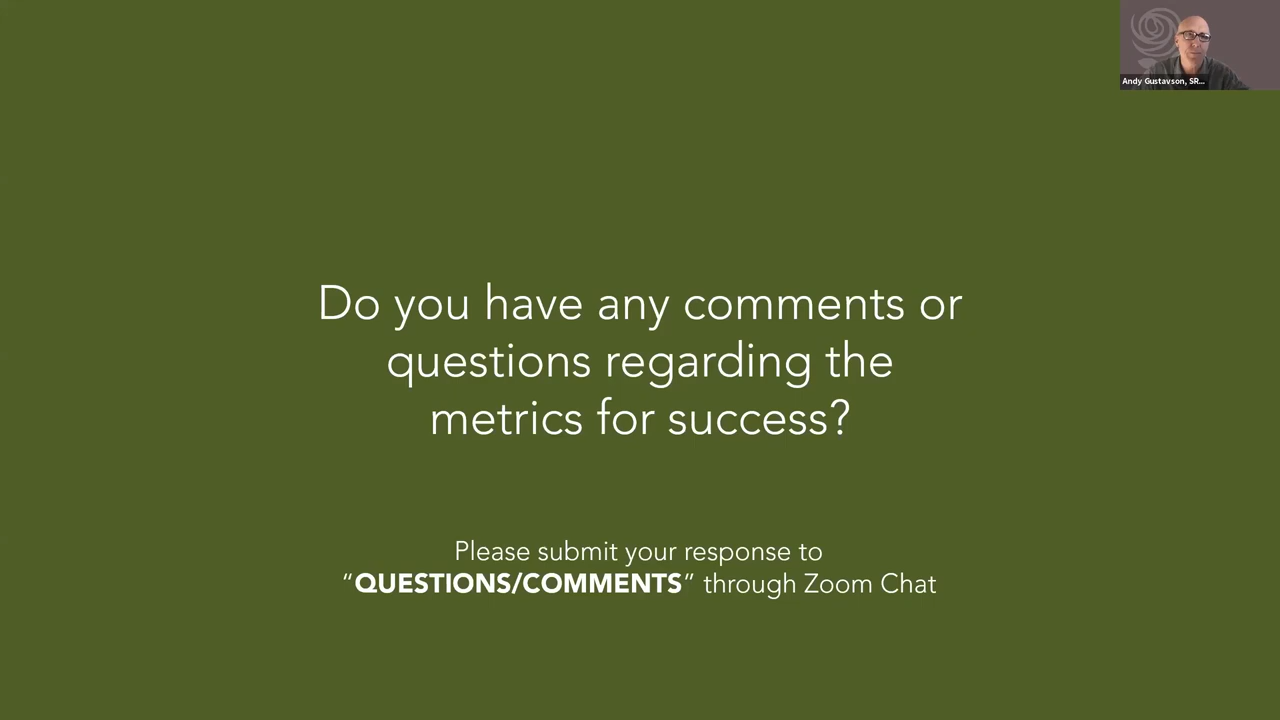 Andy Gustavson, SR...
Do you have any comments or
questions regarding the
metrics for success?
Please submit your response to
“QUESTIONS/COMMENTS” through Zoom Chat